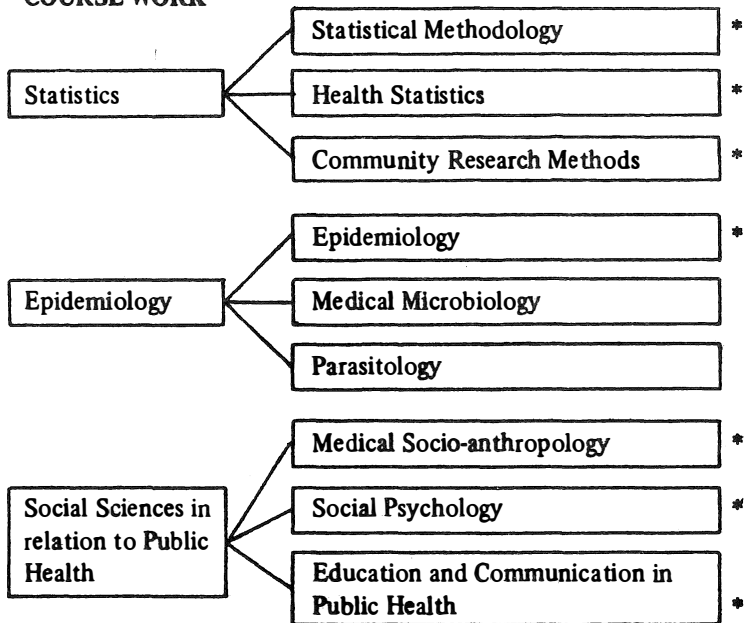 COURSE WORK
Statistics
Statistical Methodology *
Health Statistics *
Community Research Methods *
Epidemiology
Epidemiology *
Medical Microbiology
Parasitology
Social Sciences in
relation to Public
Health
Medical Socio-anthropology *
Social Psychology *
Education and Communication in
Public Health *